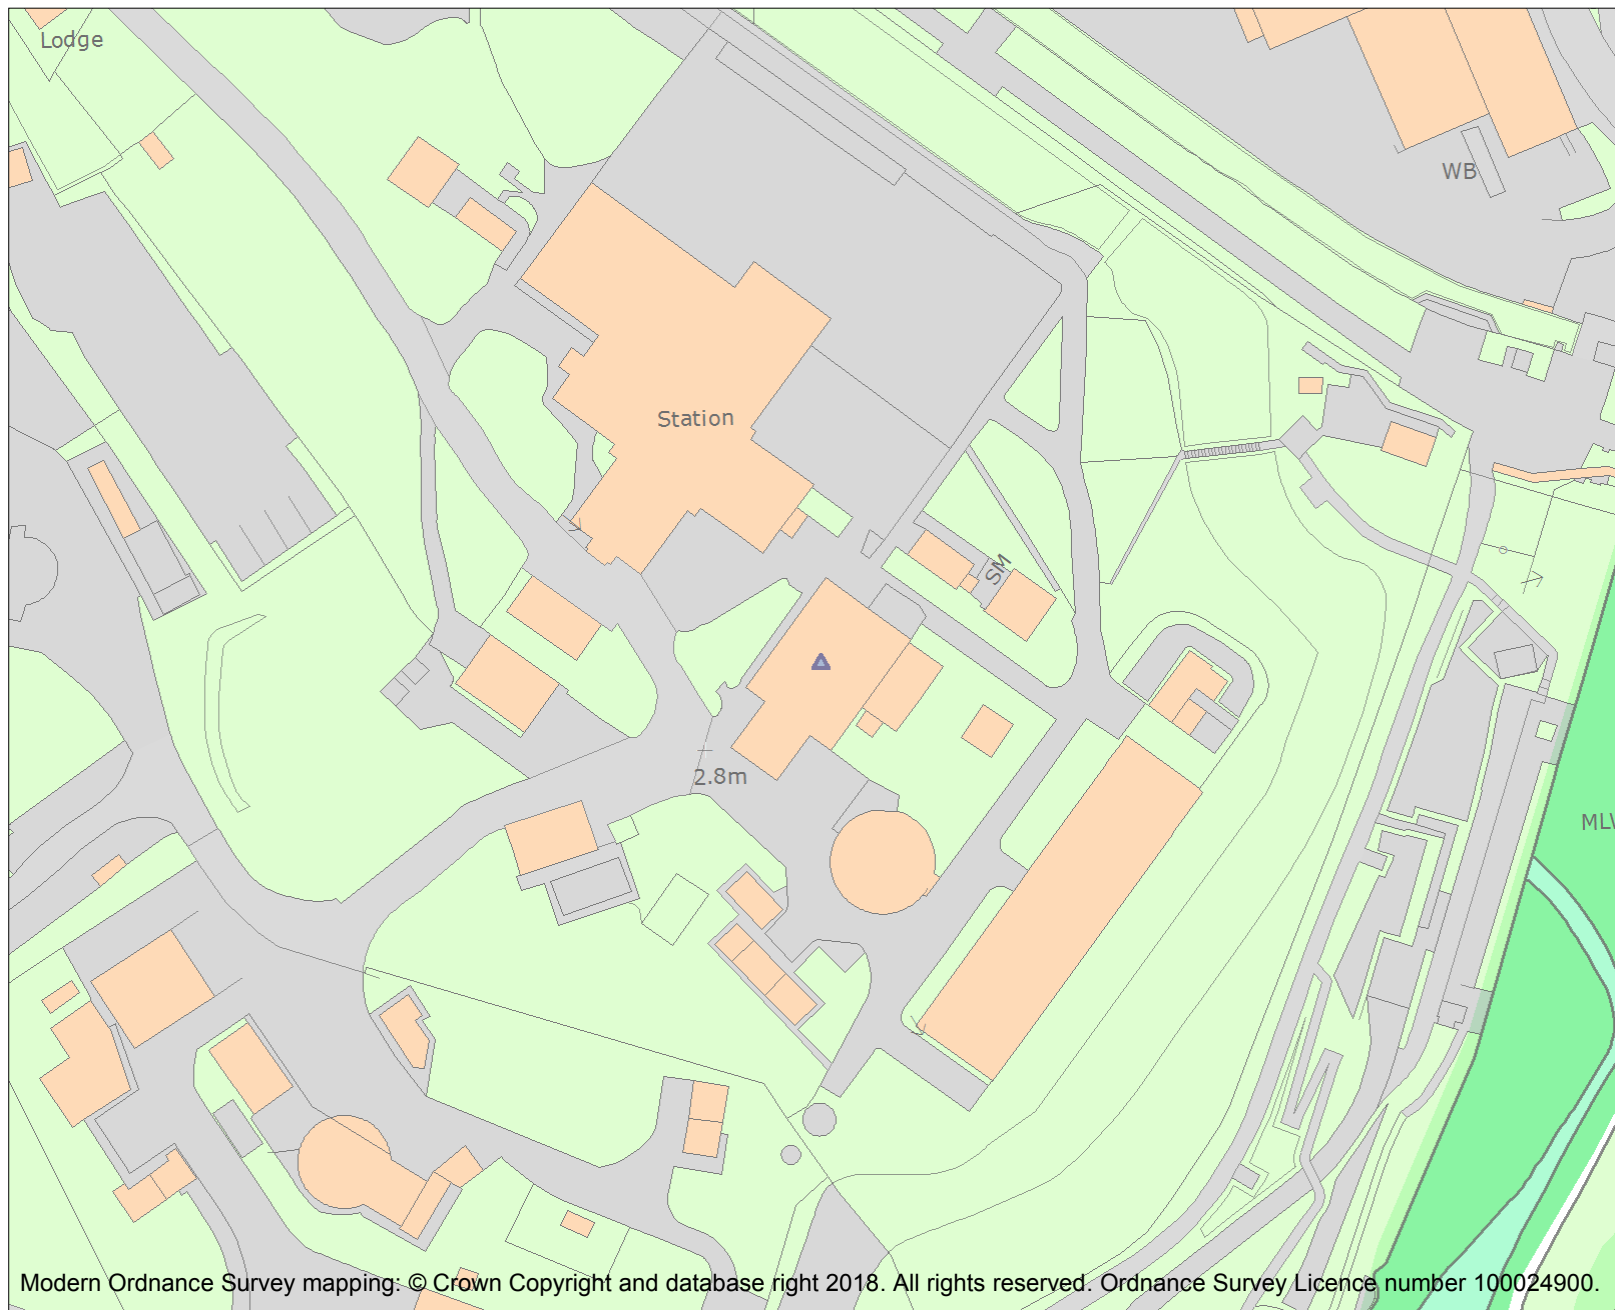 Lodge
WB
Station
SM
2.8m
Modern Ordnance Survey mapping: © Crown Copyright and database right 2018. All rights reserved. Ordnance Survey Licence number 100024900.